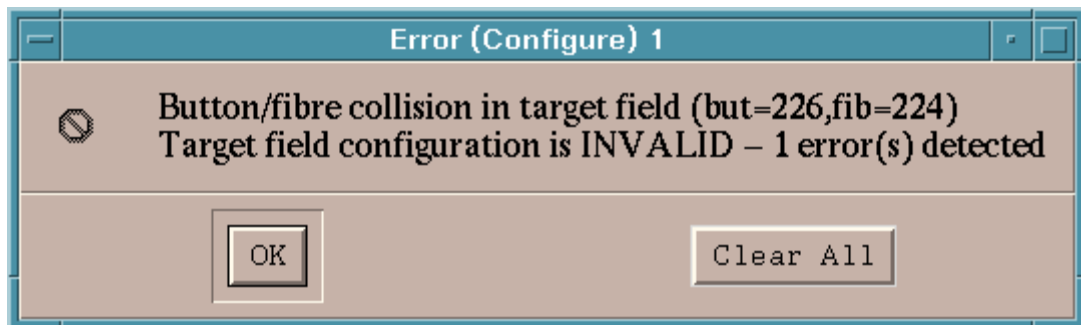 Error (Configure) 1
Button/fibre collision in target field (but=226,fib=224)
Target field configuration is INVALID – 1 error(s) detected
OK
Clear All